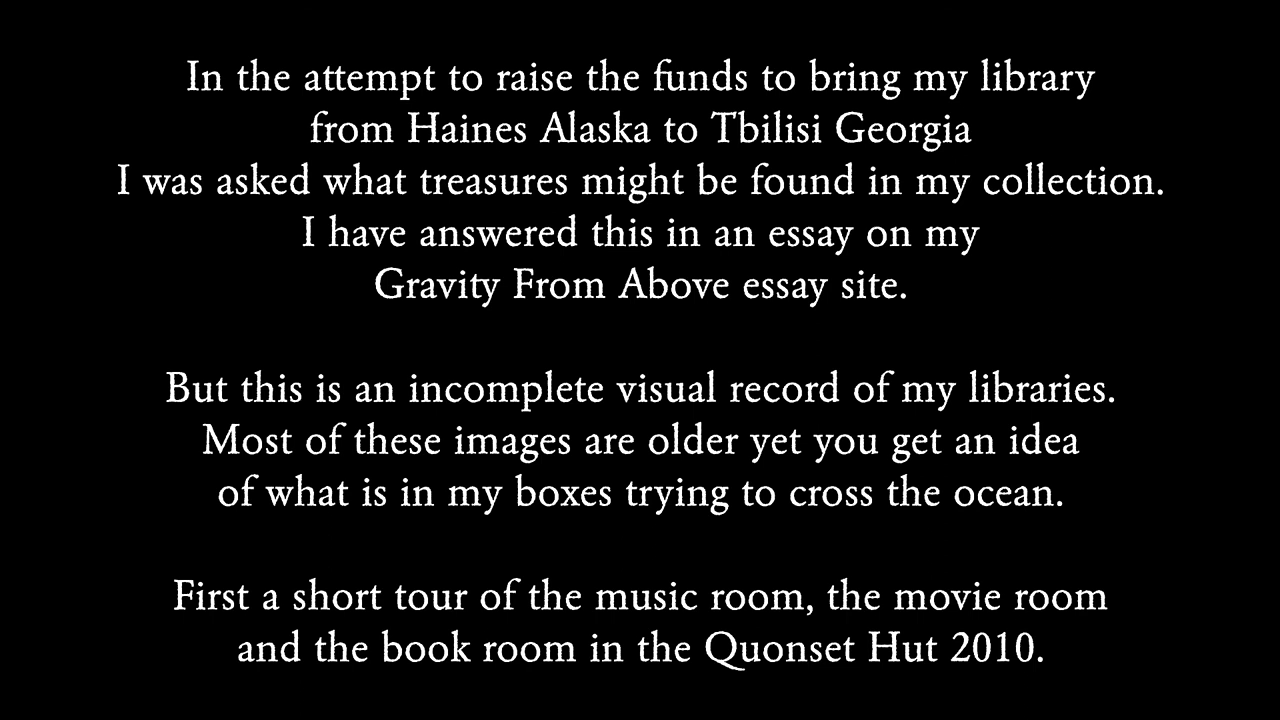 In the attempt to raise the funds to bring my library
from Haines Alaska to Tbilisi Georgia
I was asked what treasures might be found in my collection.
I have answered this in an essay on my
Gravity From Above essay site.
But this is an incomplete visual record of my libraries.
Most of these images are older yet you get an idea
of what is in my boxes trying to cross the ocean.
First a short tour of the music room, the movie room
and the book room in the Quonset Hut 2010.